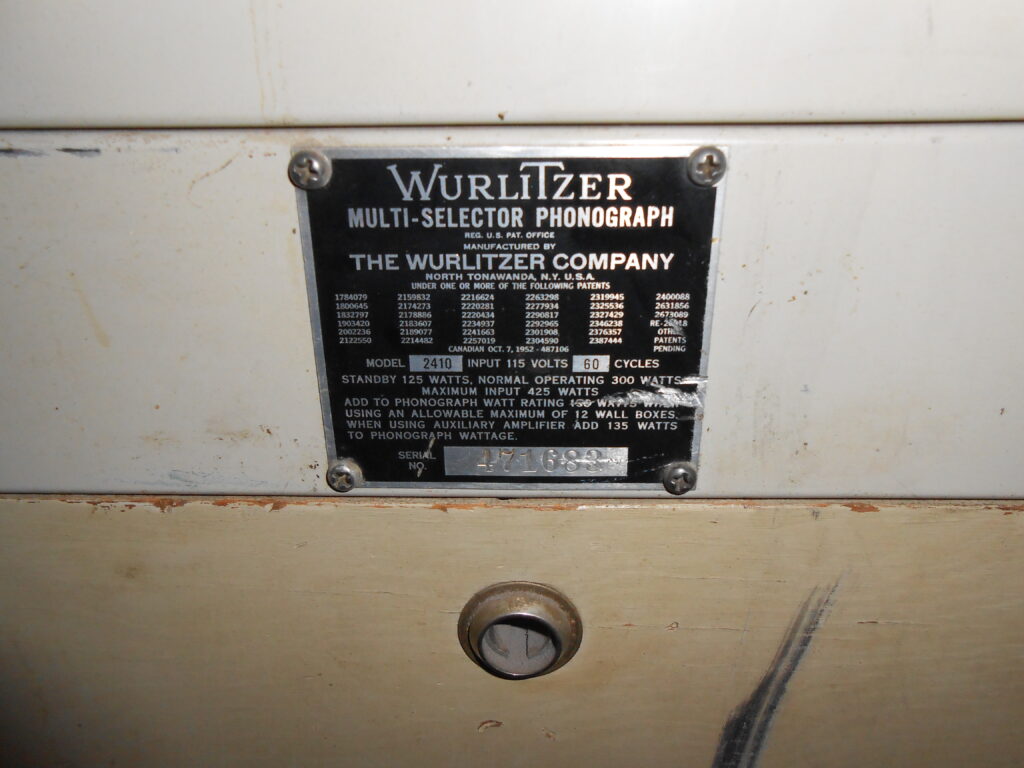 WURLITZER
MULTI-SELECTOR PHONOGRAPH
REG. U.S. PAT. OFFICE
MANUFACTURED BY
THE WURLITZER COMPANY
NORTH TONAWANDA, N.Y. U.S.A.
UNDER ONE OR MORE OF THE FOLLOWING PATENTS
1784079 2159832 2216624 2263298 2319945 2400088
1800645 2174273 2220281 2277934 2325536 2631856
1832797 2178886 2220434 2290817 2327429 2673089
1903420 2183607 2234937 2292965 2346238
2002236 2189077 2241663 2301908 2376357 OTHER
2122550 2214482 2257019 2304590 2387444 PATENTS
CANADIAN OCT. 7, 1952 - 487106 PENDING
MODEL 2410 INPUT 115 VOLTS 60 CYCLES
STANDBY 125 WATTS, NORMAL OPERATING 300 WATTS
MAXIMUM INPUT 425 WATTS
ADD TO PHONOGRAPH WATT RATING WATTS WHEN
USING AN ALLOWABLE MAXIMUM OF 12 WALL BOXES.
WHEN USING AUXILIARY AMPLIFIER ADD 135 WATTS
TO PHONOGRAPH WATTAGE.
SERIAL NO. 471683